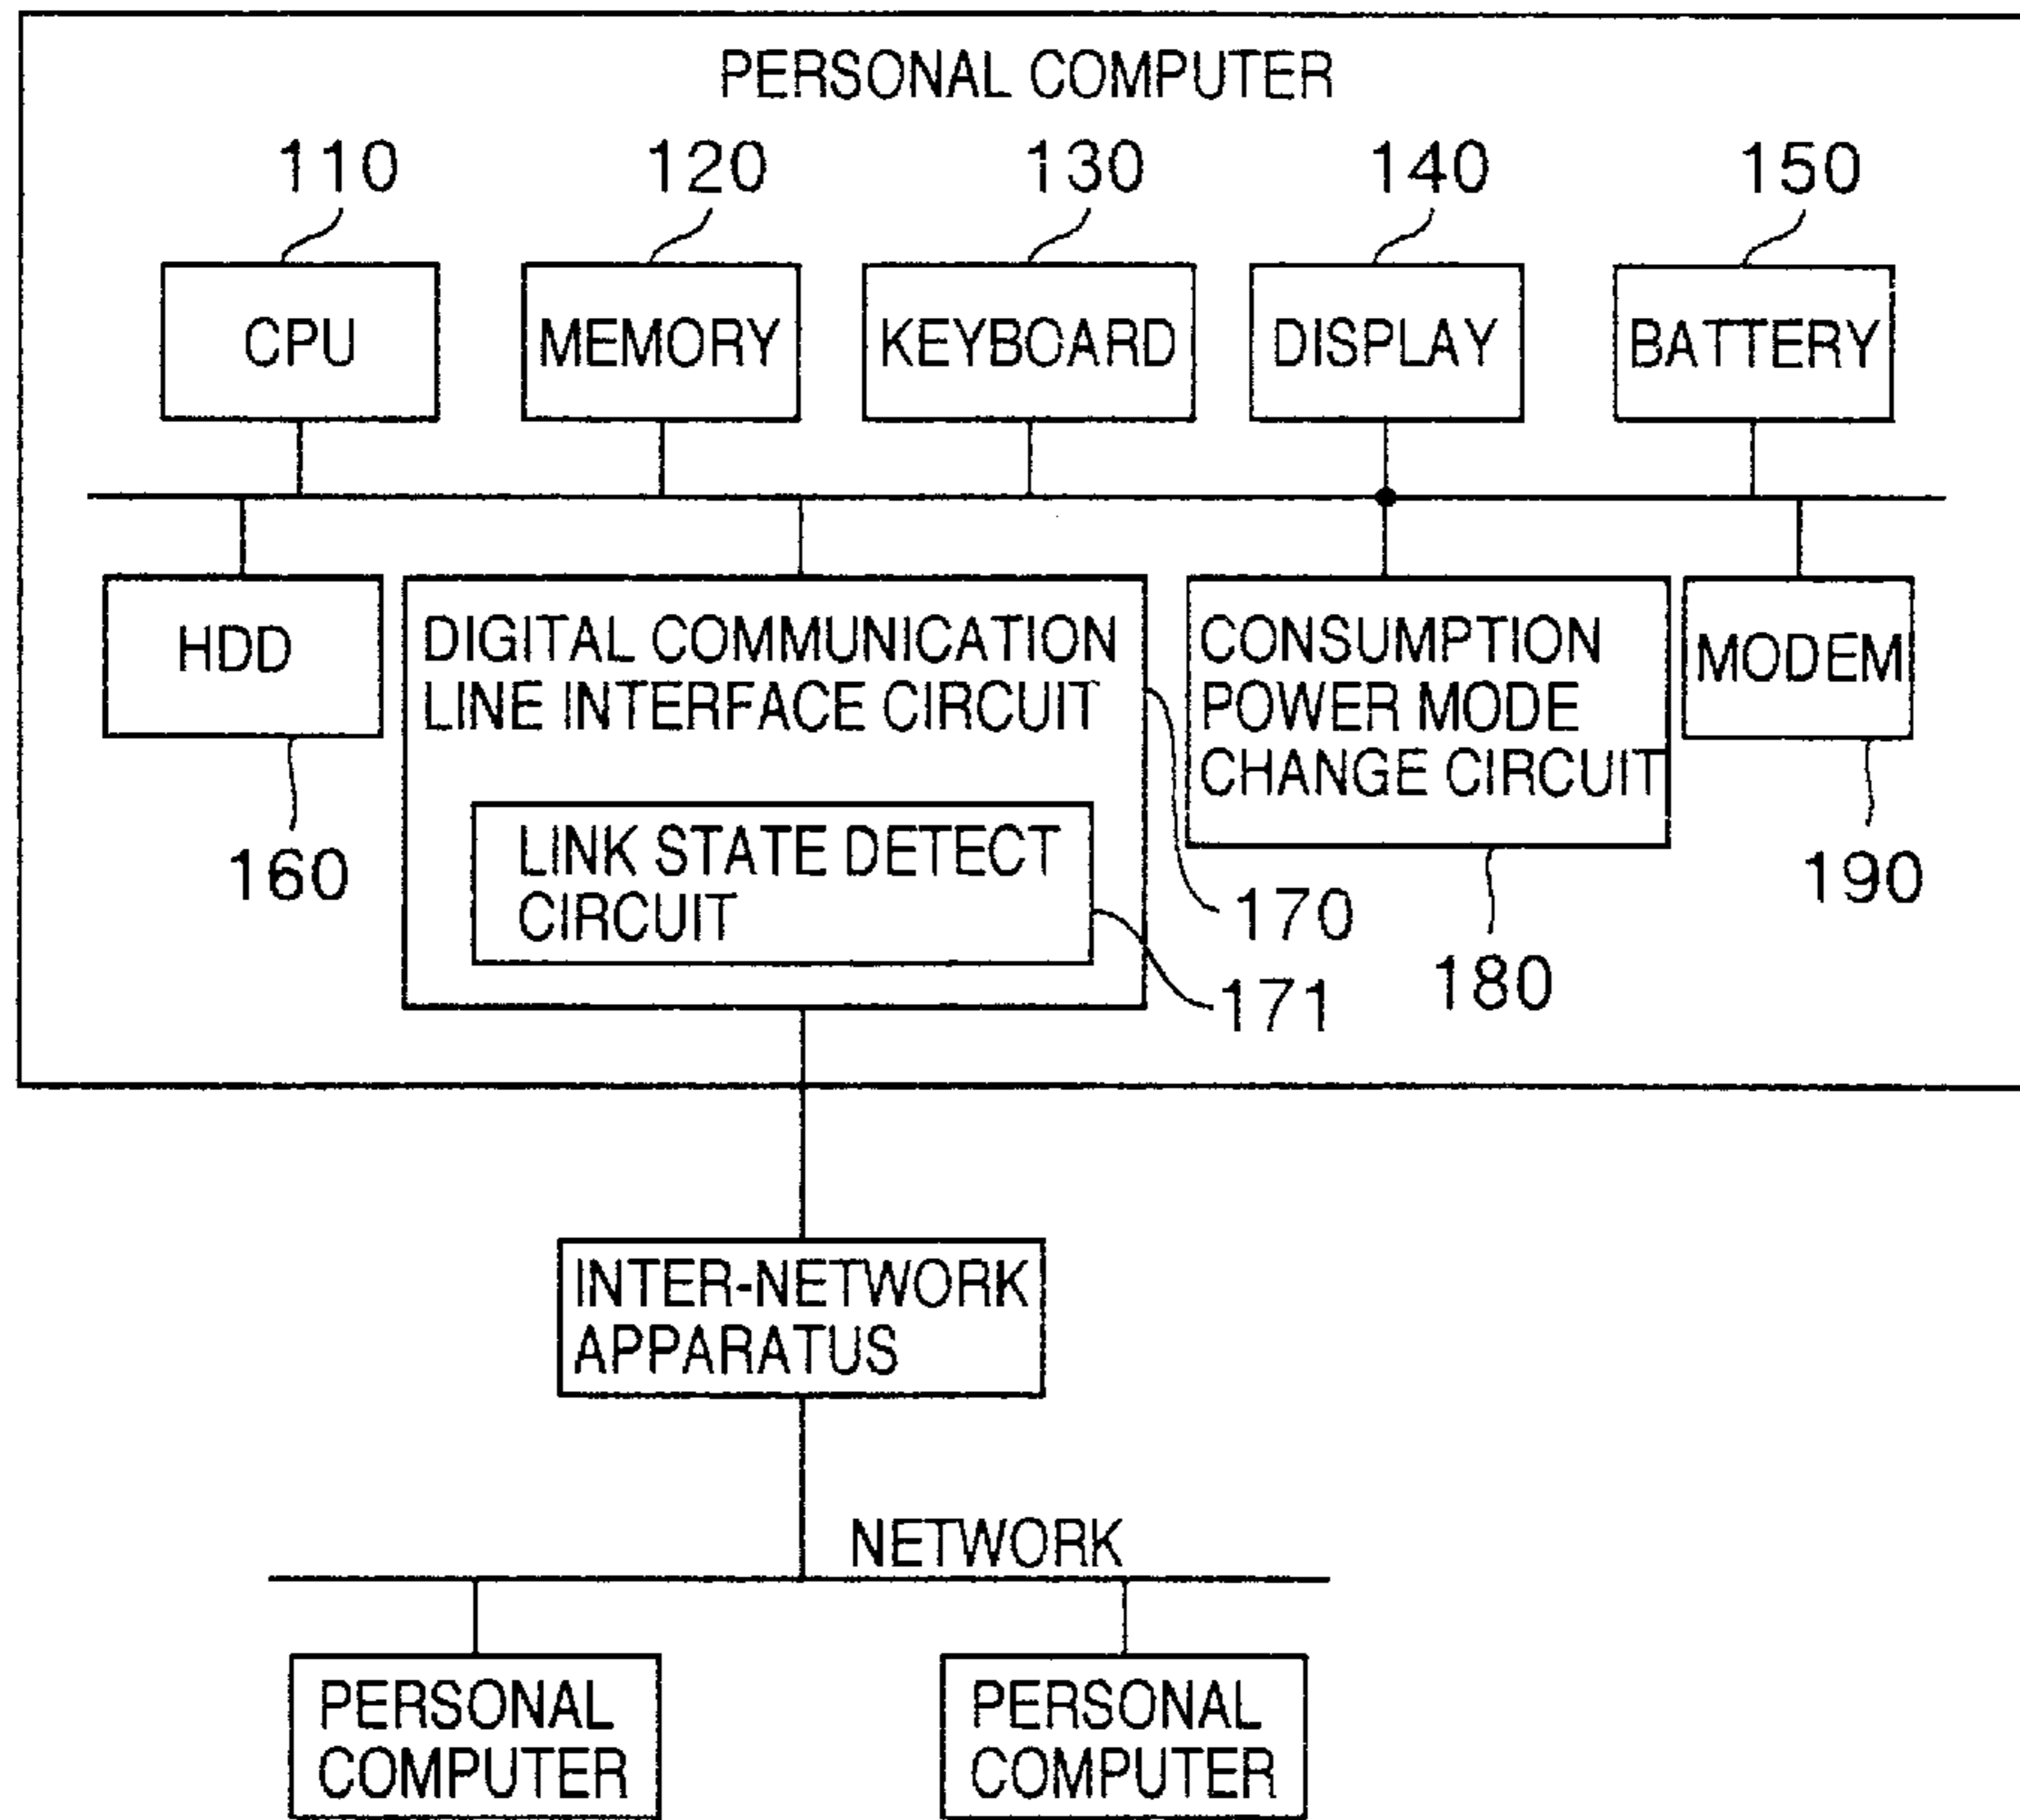 PERSONAL COMPUTER
110 120 130 140 150
CPU MEMORY KEYBOARD DISPLAY BATTERY
HDD
DIGITAL COMMUNICATION
LINE INTERFACE CIRCUIT
CONSUMPTION
POWER MODE
CHANGE CIRCUIT
MODEM
LINK STATE DETECT
CIRCUIT
160
170
190
171
180
INTER-NETWORK
APPARATUS
NETWORK
PERSONAL
COMPUTER
PERSONAL
COMPUTER